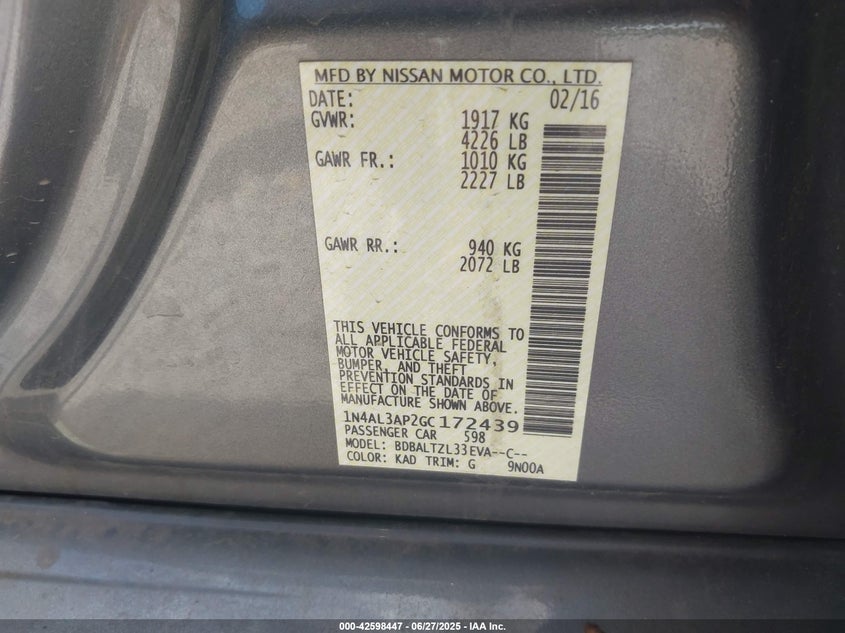 MFD BY NISSAN MOTOR CO., LTD.
DATE: 02/16
GVWR: 1917 KG
4226 LB
GAWR FR.: 1010 KG
2227 LB
GAWR RR.: 940 KG
2072 LB
THIS VEHICLE CONFORMS TO
ALL APPLICABLE FEDERAL
MOTOR VEHICLE SAFETY,
BUMPER, AND THEFT
PREVENTION STANDARDS IN
EFFECT ON THE DATE OF
MANUFACTURE SHOWN ABOVE.
1N4AL3AP2GC172439
PASSENGER CAR 598
MODEL: BDBALTZL33EVA--C--
COLOR: KAD TRIM: G 9N00A
000-42598447 • 06/27/2025 • IAA Inc.